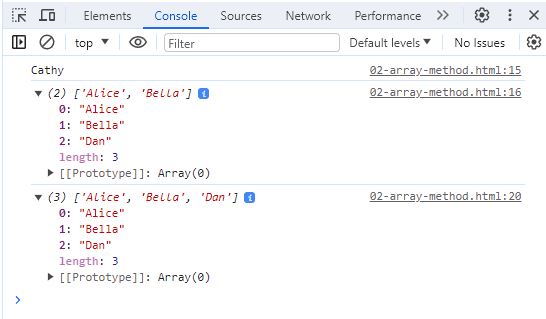 Elements Console Sources Network Performance
top Filter Default levels No Issues
Cathy 02-array-method.html:15
(2) ['Alice', 'Bella'] i 02-array-method.html:16
0: "Alice"
1: "Bella"
2: "Dan"
length: 3
[[Prototype]]: Array(0)
(3) ['Alice', 'Bella', 'Dan'] i 02-array-method.html:20
0: "Alice"
1: "Bella"
2: "Dan"
length: 3
[[Prototype]]: Array(0)